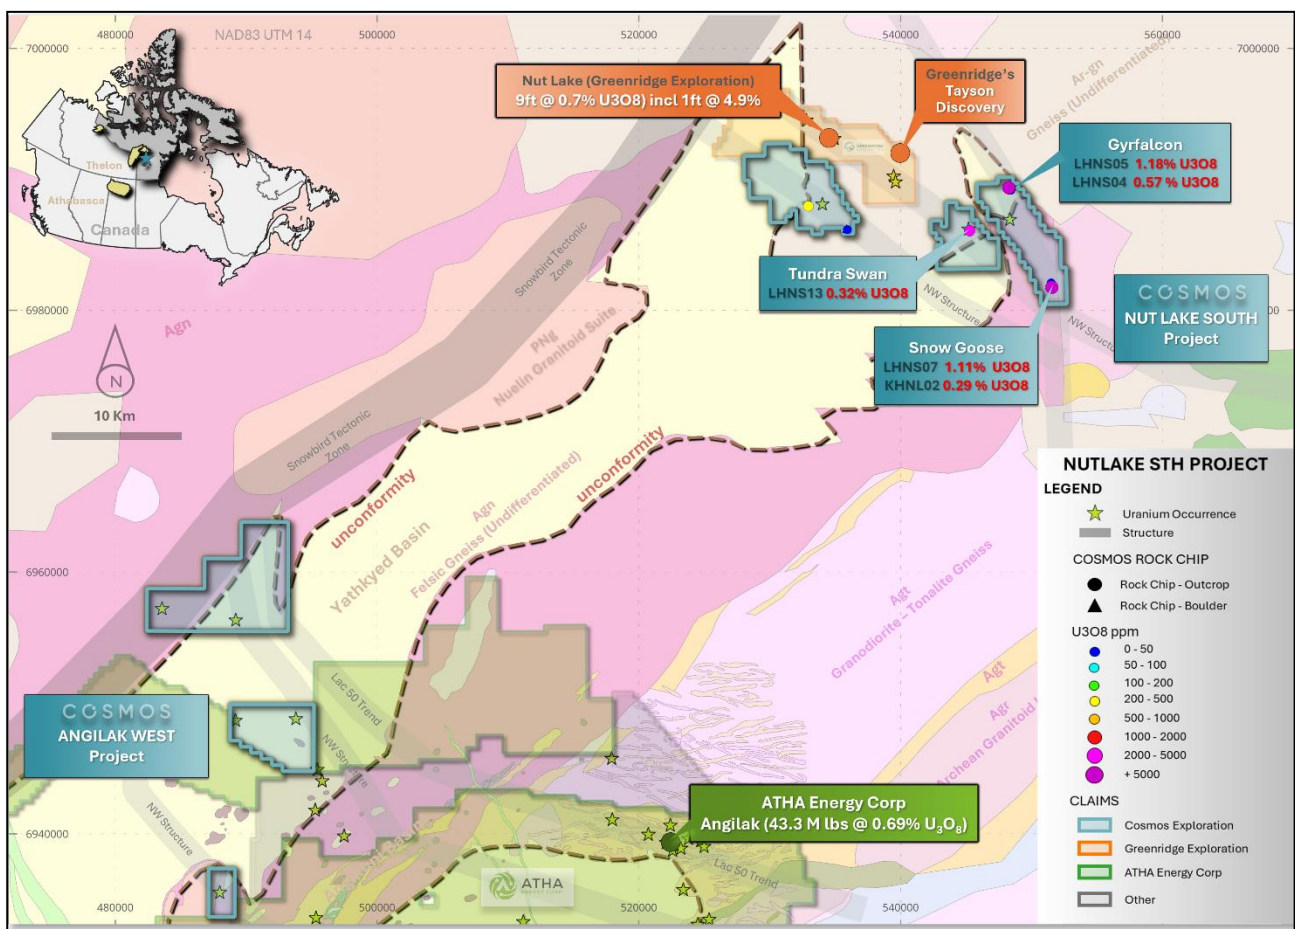 480000
500000
520000
540000
560000
7000000
7000000
NAD83 UTM 14
Thelon
Athabasca
Canada
Nut Lake (Greenridge Exploration)
9ft @ 0.7% U3O8) incl 1ft @ 4.9%
Greenridge's
Tayson
Discovery
Ar-gn
Gneiss (Undifferentiated)
Gyrfalcon
LHNS05 1.18% U3O8
LHNS04 0.57 % U3O8
Snowbird Tectonic
Zone
Tundra Swan
LHNS13 0.32% U3O8
NW Structure
COSMOS
NUT LAKE SOUTH
Project
6980000
Agn
N
10 Km
PNg
Nuelin Granitoid Suite
Snow Goose
LHNS07 1.11% U3O8
KHNL02 0.29 % U3O8
NW Structu
Snowbird Tectonic
Zone
unconformity
unconformity
Yathkyed Basin
Agn
Felsic Gneiss (Undifferentiated)
6960000
Agt
Granodiorite - Tonalite Gneiss
Agt
Agr
Archean Granitoid
COSMOS
ANGILAK WEST
Project
Lac 50 Trend
NW Structure
NW Structure
6940000
ATHA Energy Corp
Angilak (43.3 M lbs @ 0.69% U₃O₈)
Lac 50 Trend
ATHA
ENERGY CORP
480000
500000
520000
540000
NUTLAKE STH PROJECT
LEGEND
Uranium Occurrence
Structure
COSMOS ROCK CHIP
Rock Chip - Outcrop
Rock Chip - Boulder
U3O8 ppm
0 - 50
50 - 100
100 - 200
200 - 500
500 - 1000
1000 - 2000
2000 - 5000
+ 5000
CLAIMS
Cosmos Exploration
Greenridge Exploration
ATHA Energy Corp
Other